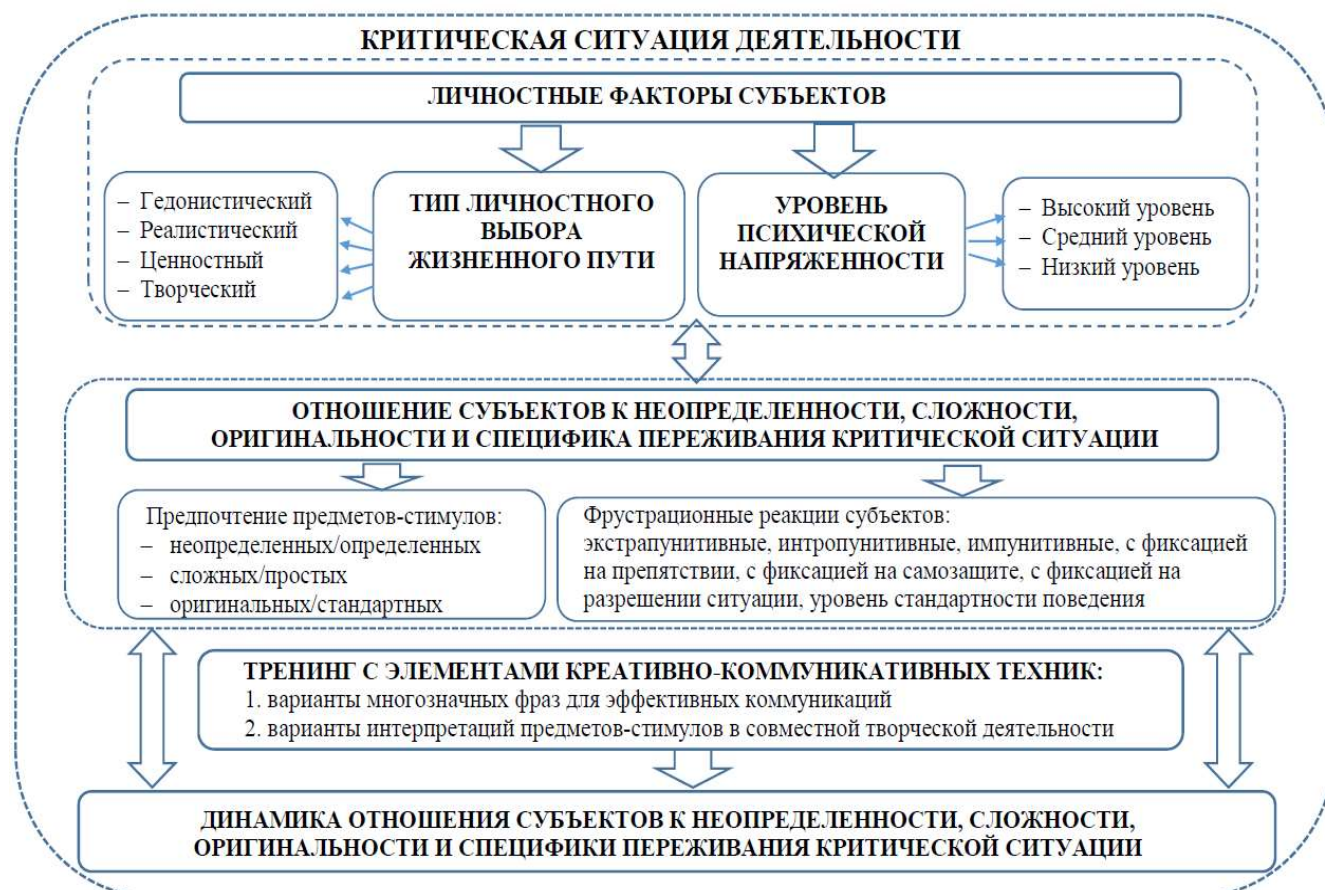 КРИТИЧЕСКАЯ СИТУАЦИЯ ДЕЯТЕЛЬНОСТИ
ЛИЧНОСТНЫЕ ФАКТОРЫ СУБЪЕКТОВ
– Гедонистический
– Реалистический
– Ценностный
– Творческий
ТИП ЛИЧНОСТНОГО
ВЫБОРА
ЖИЗНЕННОГО ПУТИ
УРОВЕНЬ
ПСИХИЧЕСКОЙ
НАПРЯЖЕННОСТИ
– Высокий уровень
– Средний уровень
– Низкий уровень
ОТНОШЕНИЕ СУБЪЕКТОВ К НЕОПРЕДЕЛЕННОСТИ, СЛОЖНОСТИ,
ОРИГИНАЛЬНОСТИ И СПЕЦИФИКА ПЕРЕЖИВАНИЯ КРИТИЧЕСКОЙ СИТУАЦИИ
Предпочтение предметов-стимулов:
– неопределенных/определенных
– сложных/простых
– оригинальных/стандартных
Фрустрационные реакции субъектов:
экстрапунитивные, интропунитивные, импунитивные, с фиксацией
на препятствии, с фиксацией на самозащите, с фиксацией на
разрешении ситуации, уровень стандартности поведения
ТРЕНИНГ С ЭЛЕМЕНТАМИ КРЕАТИВНО-КОММУНИКАТИВНЫХ ТЕХНИК:
1. варианты многозначных фраз для эффективных коммуникаций
2. варианты интерпретаций предметов-стимулов в совместной творческой деятельности
ДИНАМИКА ОТНОШЕНИЯ СУБЪЕКТОВ К НЕОПРЕДЕЛЕННОСТИ, СЛОЖНОСТИ,
ОРИГИНАЛЬНОСТИ И СПЕЦИФИКИ ПЕРЕЖИВАНИЯ КРИТИЧЕСКОЙ СИТУАЦИИ